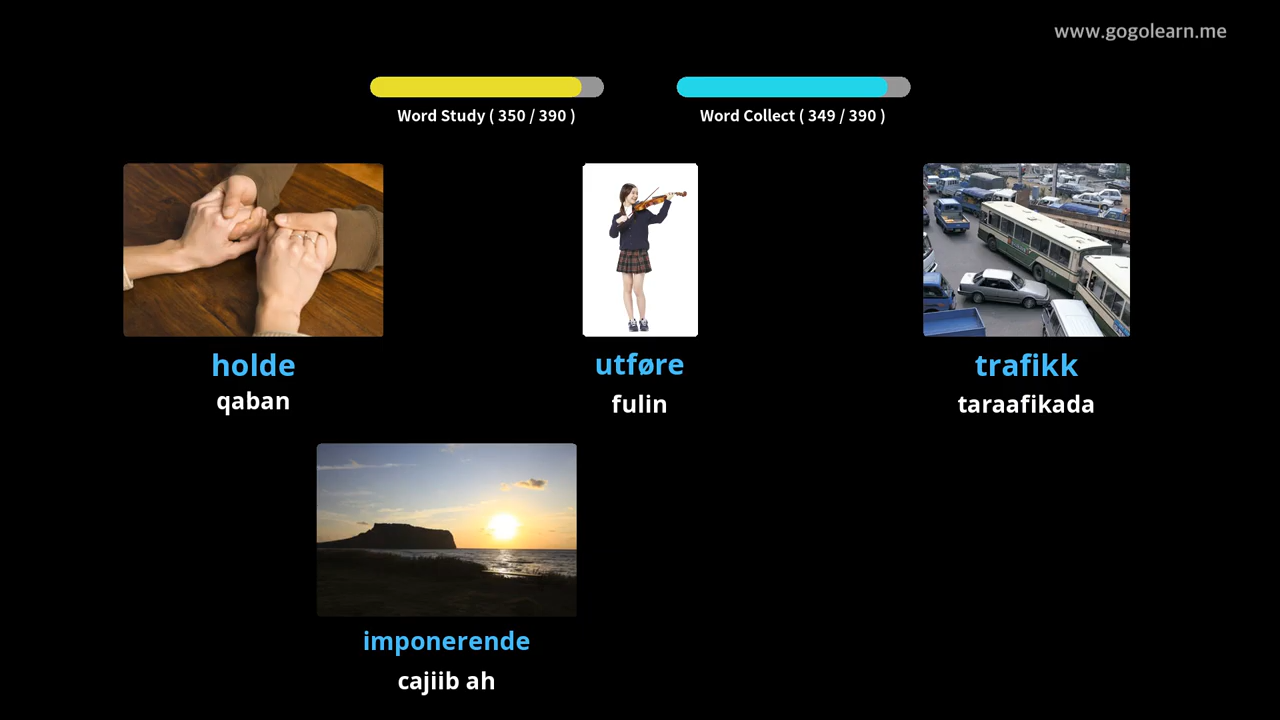 www.gogolearn.me
Word Study ( 350 / 390 )
Word Collect ( 349 / 390 )
holde
qaban
utføre
fulin
trafikk
taraafikada
imponerende
cajiib ah